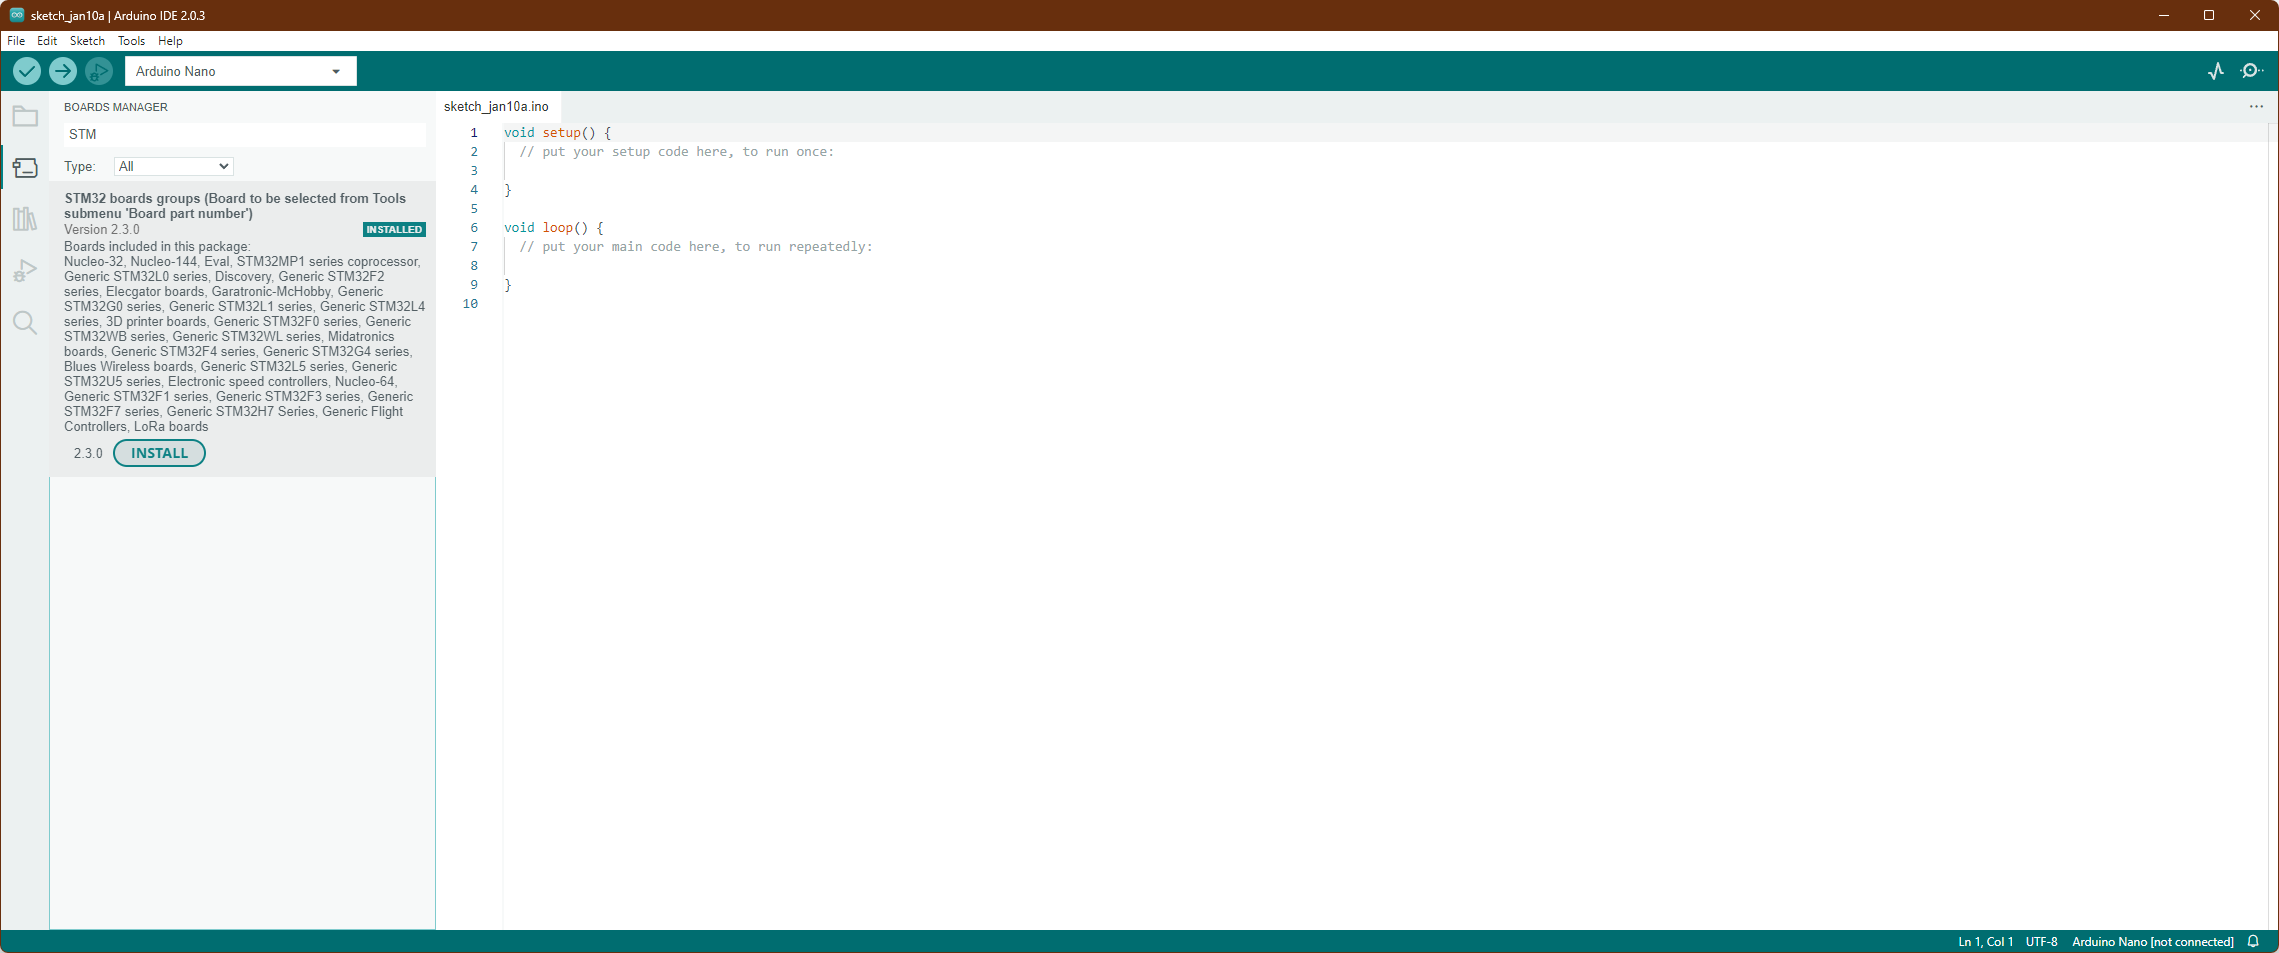 sketch_jan10a | Arduino IDE 2.0.3
File Edit Sketch Tools Help
Arduino Nano
BOARDS MANAGER
STM
Type: All
STM32 boards groups (Board to be selected from Tools
submenu 'Board part number')
Version 2.3.0 INSTALLED
Boards included in this package:
Nucleo-32, Nucleo-144, Eval, STM32MP1 series coprocessor,
Generic STM32L0 series, Discovery, Generic STM32F2
series, Elecgator boards, Garatronic-McHobby, Generic
STM32G0 series, Generic STM32L1 series, Generic STM32L4
series, 3D printer boards, Generic STM32F0 series, Generic
STM32WB series, Generic STM32WL series, Midatronics
boards, Generic STM32F4 series, Generic STM32G4 series,
Blues Wireless boards, Generic STM32L5 series, Generic
STM32U5 series, Electronic speed controllers, Nucleo-64,
Generic STM32F1 series, Generic STM32F3 series, Generic
STM32F7 series, Generic STM32H7 Series, Generic Flight
Controllers, LoRa boards
2.3.0 INSTALL
sketch_jan10a.ino
1 void setup() {
2 // put your setup code here, to run once:
3
4 }
5
6 void loop() {
7 // put your main code here, to run repeatedly:
8
9 }
10
Ln 1, Col 1 UTF-8 Arduino Nano [not connected]